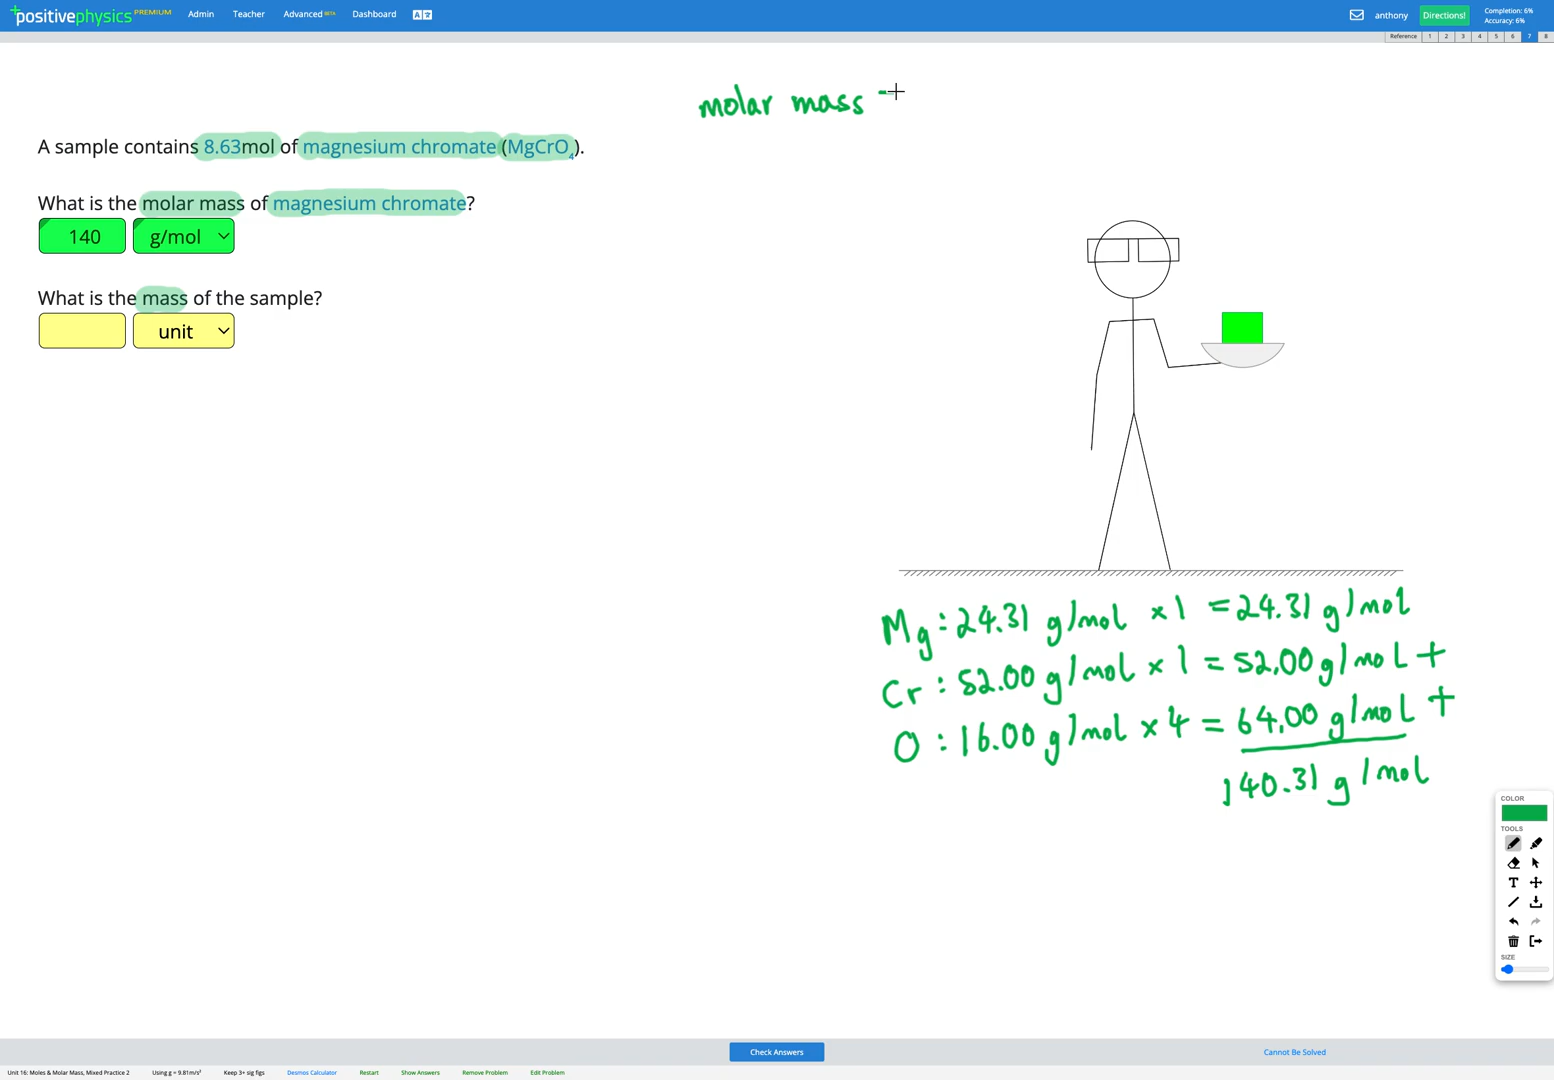 positivephysics PREMIUM Admin Teacher Advanced BETA Dashboard A anthony Directions! Completion: 6%
Accuracy: 6%
Reference 1 2 3 4 5 6 7 8
molar mass -
A sample contains 8.63mol of magnesium chromate (MgCrO₄).
What is the molar mass of magnesium chromate?
140 g/mol
What is the mass of the sample?
unit
Mg : 24.31 g/mol x 1 = 24.31 g/mol
Cr : 52.00 g/mol x 1 = 52.00 g/mol +
O : 16.00 g/mol x 4 = 64.00 g/mol +
140.31 g/mol
COLOR
TOOLS
T
SIZE
Check Answers Cannot Be Solved
Unit 16: Moles & Molar Mass, Mixed Practice 2 Using g = 9.81m/s² Keep 3+ sig figs Desmos Calculator Restart Show Answers Remove Problem Edit Problem